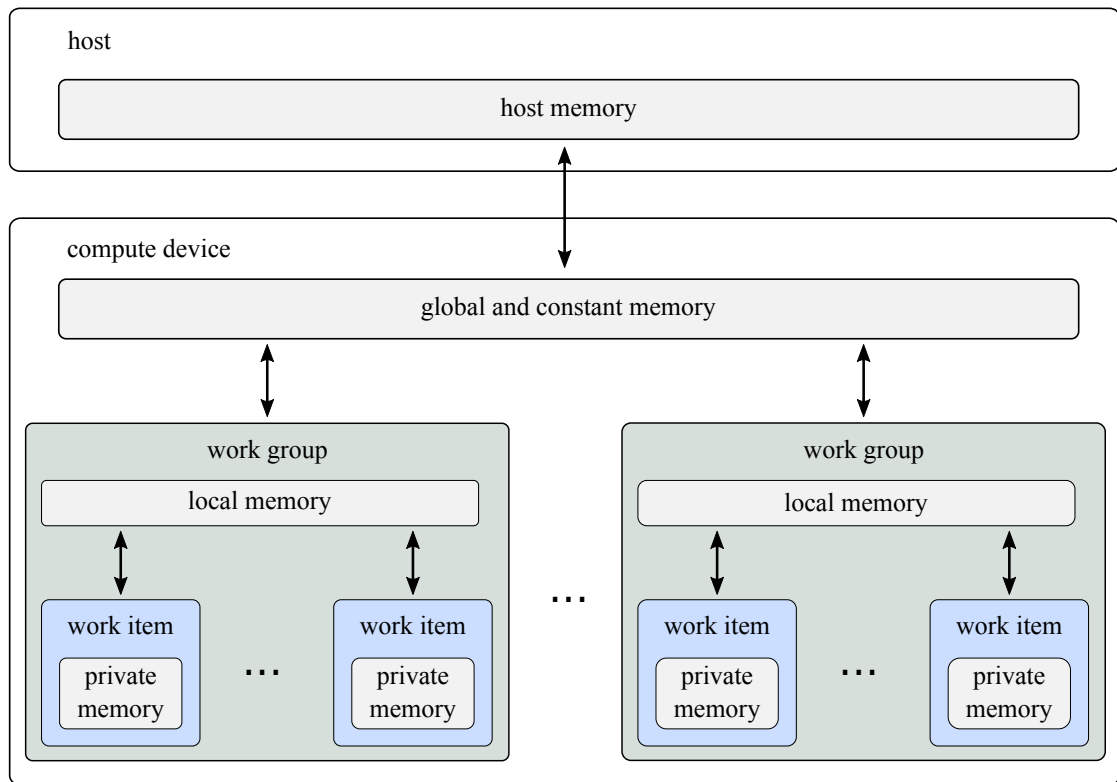 host
host memory
compute device
global and constant memory
work group
work group
local memory
local memory
...
work item
work item
work item
work item
private
memory
...
private
memory
private
memory
...
private
memory